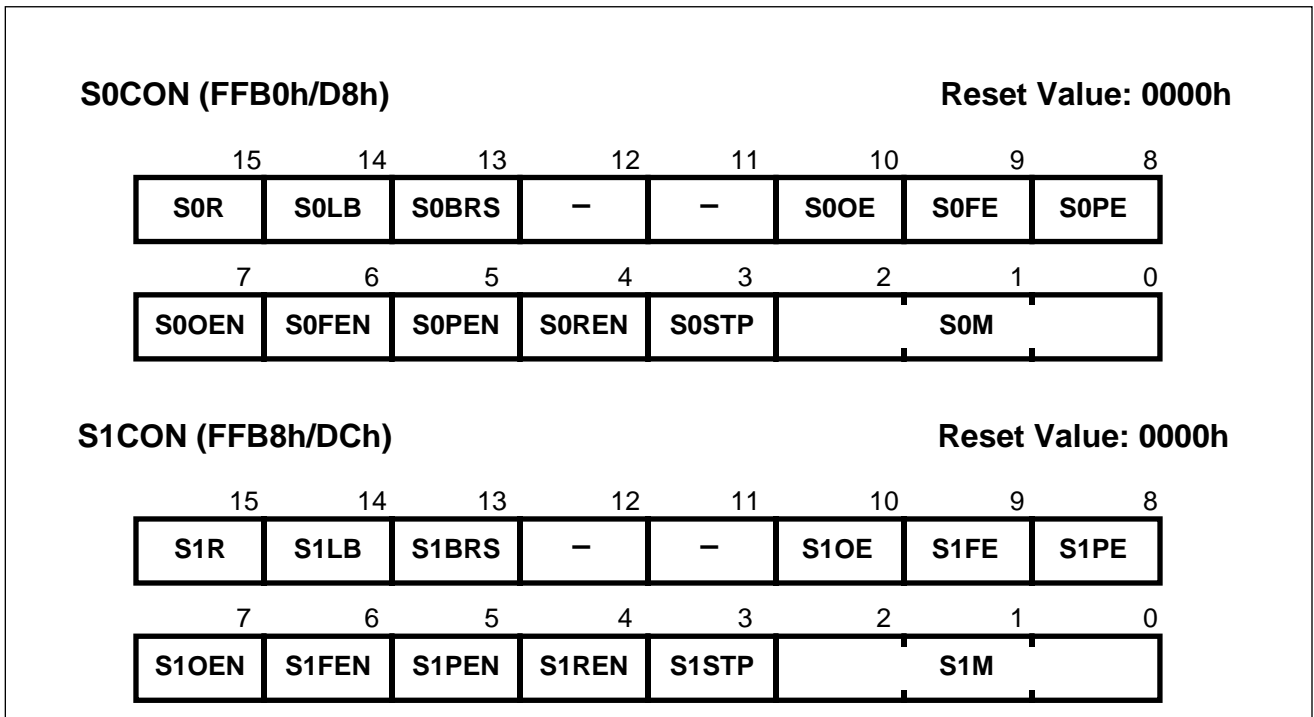 S0CON (FFB0h/D8h) Reset Value: 0000h
15 14 13 12 11 10 9 8
S0R S0LB S0BRS – – S0OE S0FE S0PE
7 6 5 4 3 2 1 0
S0OEN S0FEN S0PEN S0REN S0STP S0M
S1CON (FFB8h/DCh) Reset Value: 0000h
15 14 13 12 11 10 9 8
S1R S1LB S1BRS – – S1OE S1FE S1PE
7 6 5 4 3 2 1 0
S1OEN S1FEN S1PEN S1REN S1STP S1M